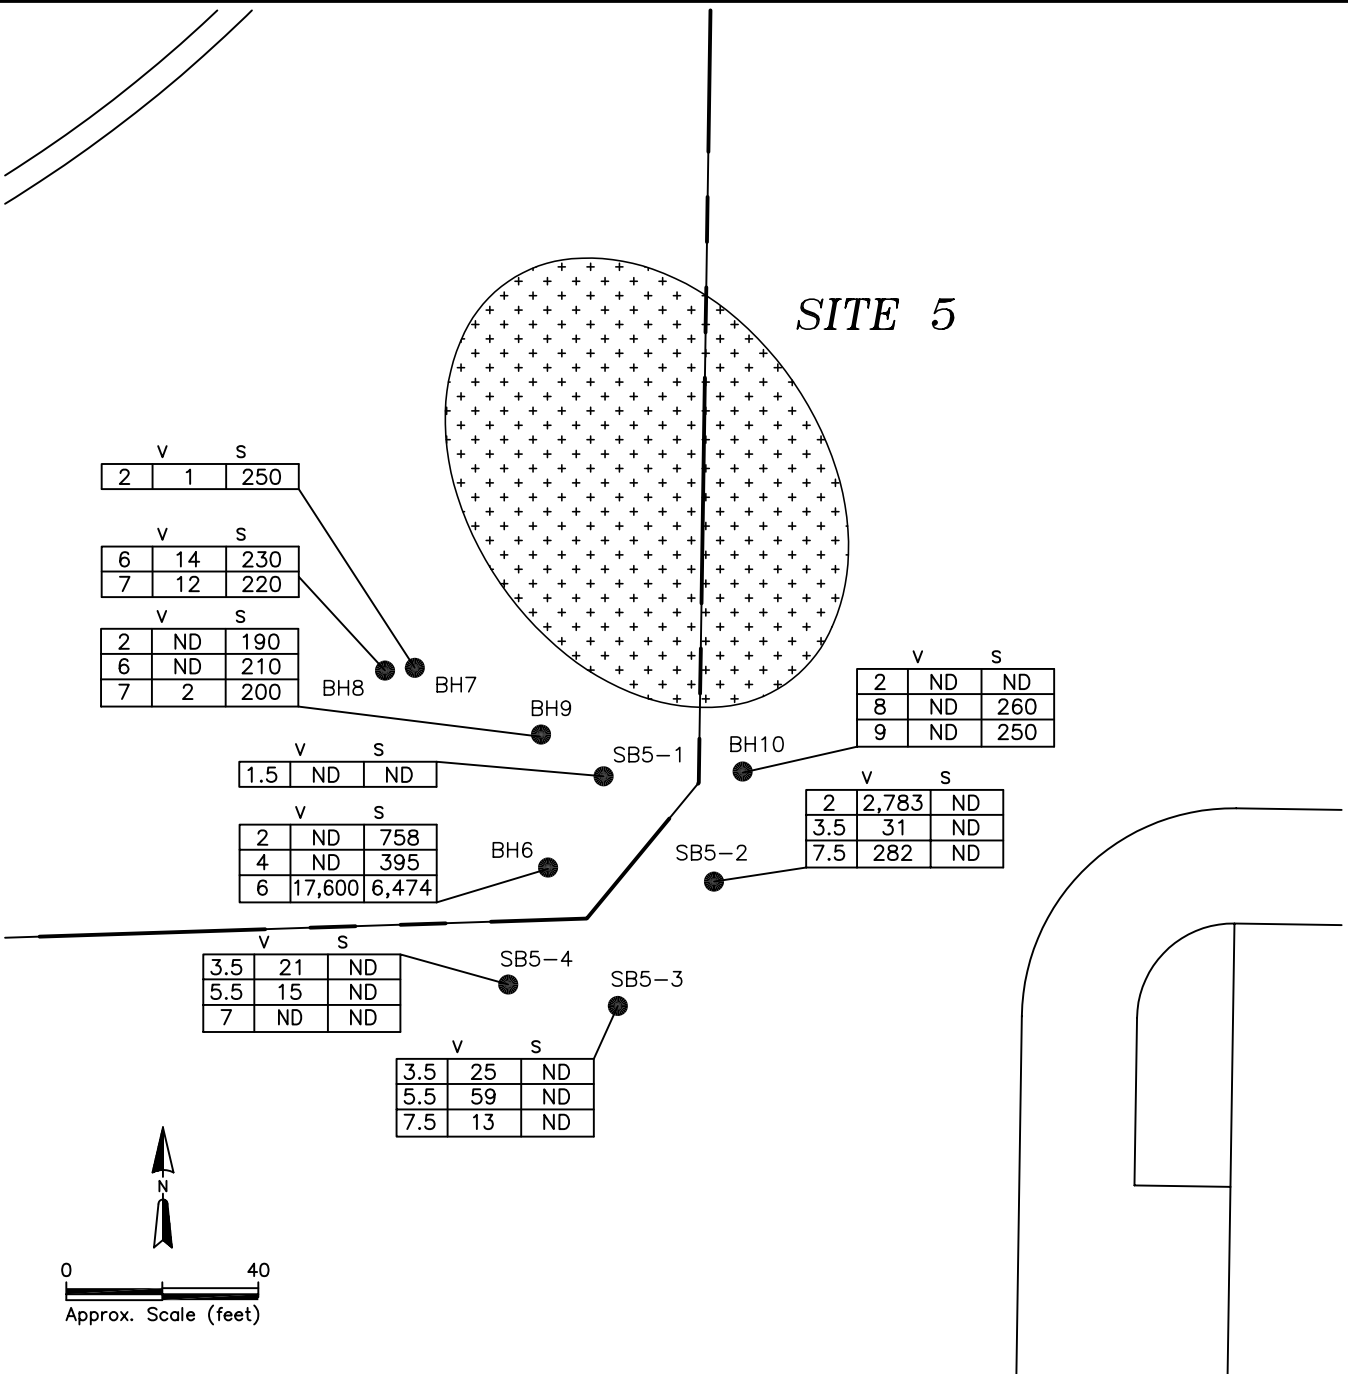 SITE 5
V S
2 1 250
V S
6 14 230
7 12 220
V S
2 ND 190
6 ND 210
7 2 200
BH8
BH7
BH9
V S
2 ND ND
8 ND 260
9 ND 250
BH10
SB5-1
V S
1.5 ND ND
V S
2 2,783 ND
3.5 31 ND
7.5 282 ND
V S
2 ND 758
4 ND 395
6 17,600 6,474
BH6
SB5-2
V S
3.5 21 ND
5.5 15 ND
7 ND ND
SB5-4
SB5-3
V S
3.5 25 ND
5.5 59 ND
7.5 13 ND
N
0 40
Approx. Scale (feet)